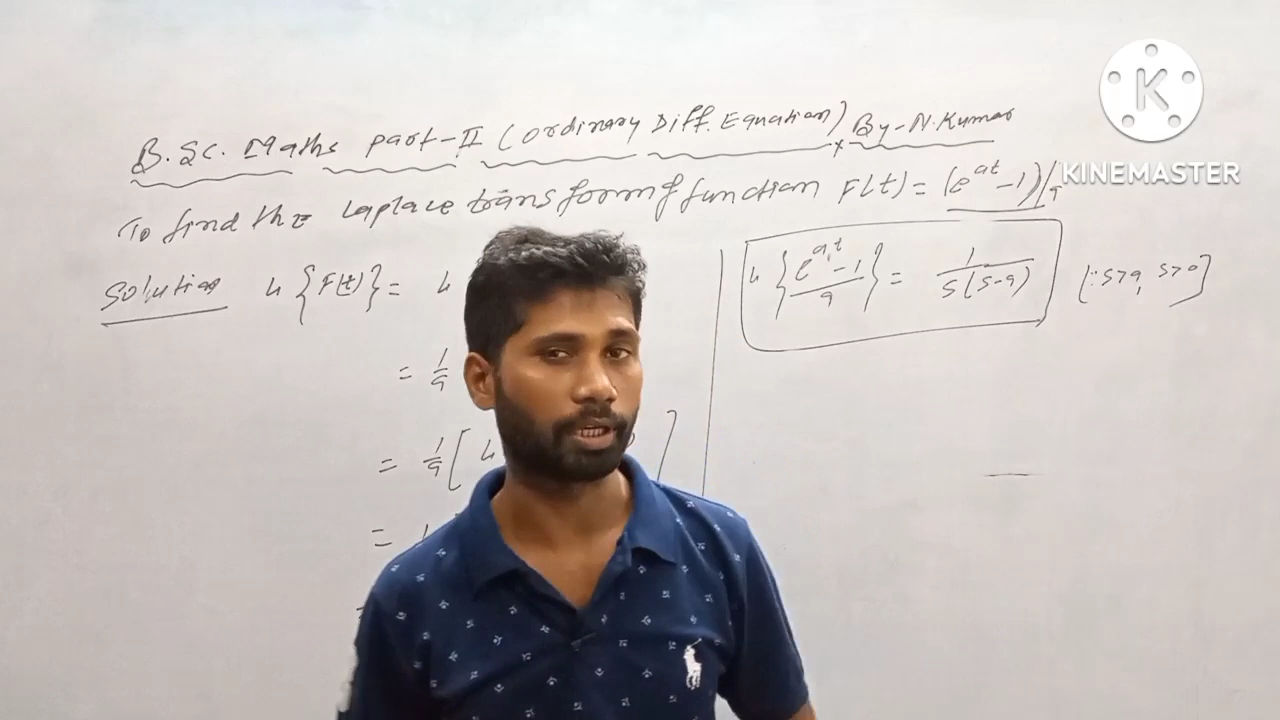 B.Sc. Maths part-II (ordinary Diff. Equation) By-N.Kumar
KINEMASTER
To find the Laplace transform of function F(t) = (e^{at} - 1)/a
Solution L {F(t)} = L
= 1/a
= 1/a [ L ]
=
L { (e^{at} - 1)/a } = 1/(s(s-a)) [∵ s>a, s>0]